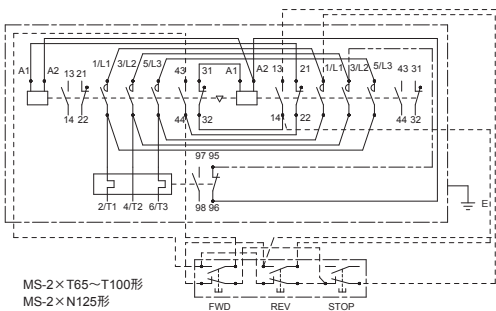 A1 A2 13 21 1/L1 3/L2 5/L3 43 31 A1 A2 13 21 1/L1 3/L2 5/L3 43 31
14 22 44 32 14 22 44 32
97 95
2/T1 4/T2 6/T3 98 96
E
MS-2×T65～T100形
MS-2×N125形
FWD REV STOP